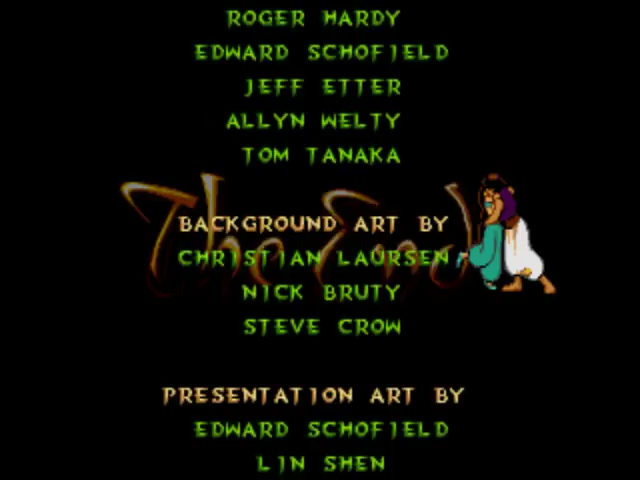 ROGER HARDY
EDWARD SCHOFIELD
JEFF ETTER
ALLYN WELTY
TOM TANAKA
The End
BACKGROUND ART BY
CHRISTIAN LAURSEN
NICK BRUTY
STEVE CROW
PRESENTATION ART BY
EDWARD SCHOFIELD
LIN SHEN